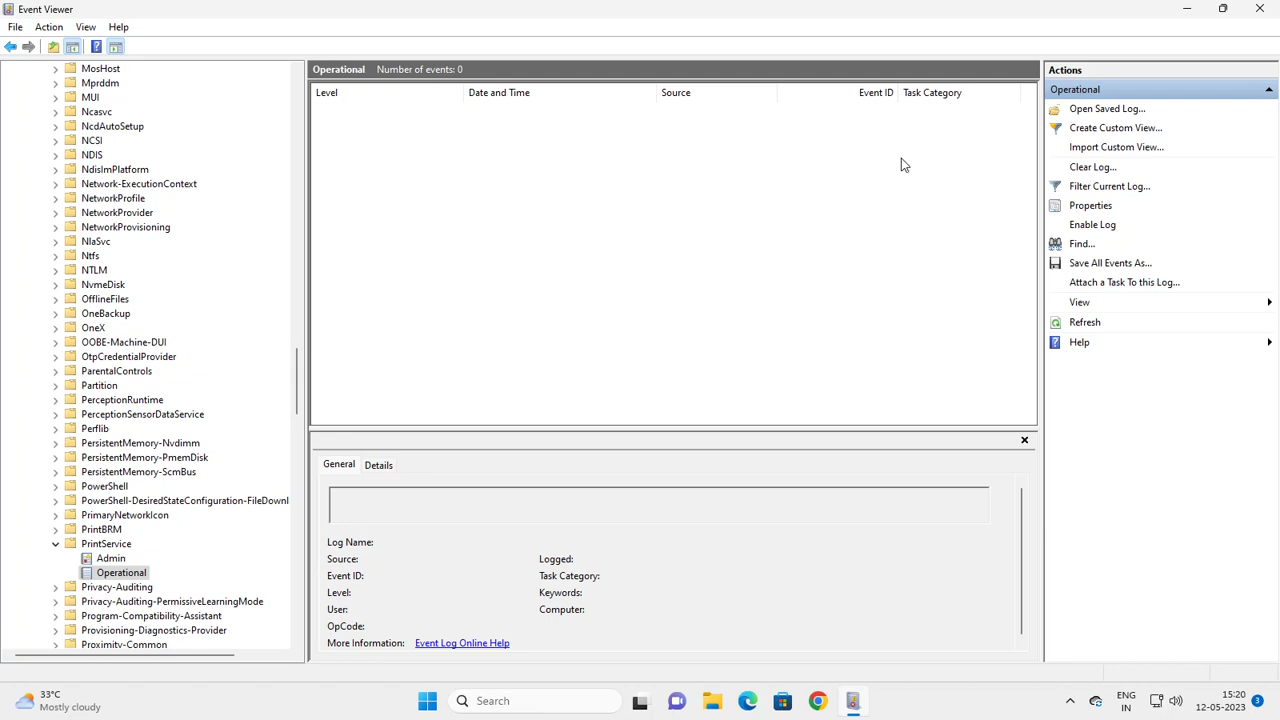 Event Viewer
File Action View Help
MosHost
Mprddm
MUI
Ncasvc
NcdAutoSetup
NCSI
NDIS
NdisImPlatform
Network-ExecutionContext
NetworkProfile
NetworkProvider
NetworkProvisioning
NlaSvc
Ntfs
NTLM
NvmeDisk
OfflineFiles
OneBackup
OneX
OOBE-Machine-DUI
OtpCredentialProvider
ParentalControls
Partition
PerceptionRuntime
PerceptionSensorDataService
Perflib
PersistentMemory-Nvdimm
PersistentMemory-PmemDisk
PersistentMemory-ScmBus
PowerShell
PowerShell-DesiredStateConfiguration-FileDownl
PrimaryNetworkIcon
PrintBRM
PrintService
Admin
Operational
Privacy-Auditing
Privacy-Auditing-PermissiveLearningMode
Program-Compatibility-Assistant
Provisioning-Diagnostics-Provider
Proximity-Common
Operational Number of events: 0
Level Date and Time Source Event ID Task Category
General Details
Log Name:
Source: Logged:
Event ID: Task Category:
Level: Keywords:
User: Computer:
OpCode:
More Information: Event Log Online Help
Actions
Operational
Open Saved Log...
Create Custom View...
Import Custom View...
Clear Log...
Filter Current Log...
Properties
Enable Log
Find...
Save All Events As...
Attach a Task To this Log...
View
Refresh
Help
33°C
Mostly cloudy
Search
ENG
IN
15:20
12-05-2023
3